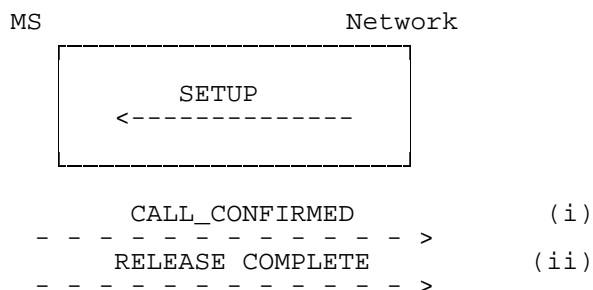 MS Network
SETUP
<--------------
CALL_CONFIRMED (i)
- - - - - - - - - - - - >
RELEASE COMPLETE (ii)
- - - - - - - - - - - - >